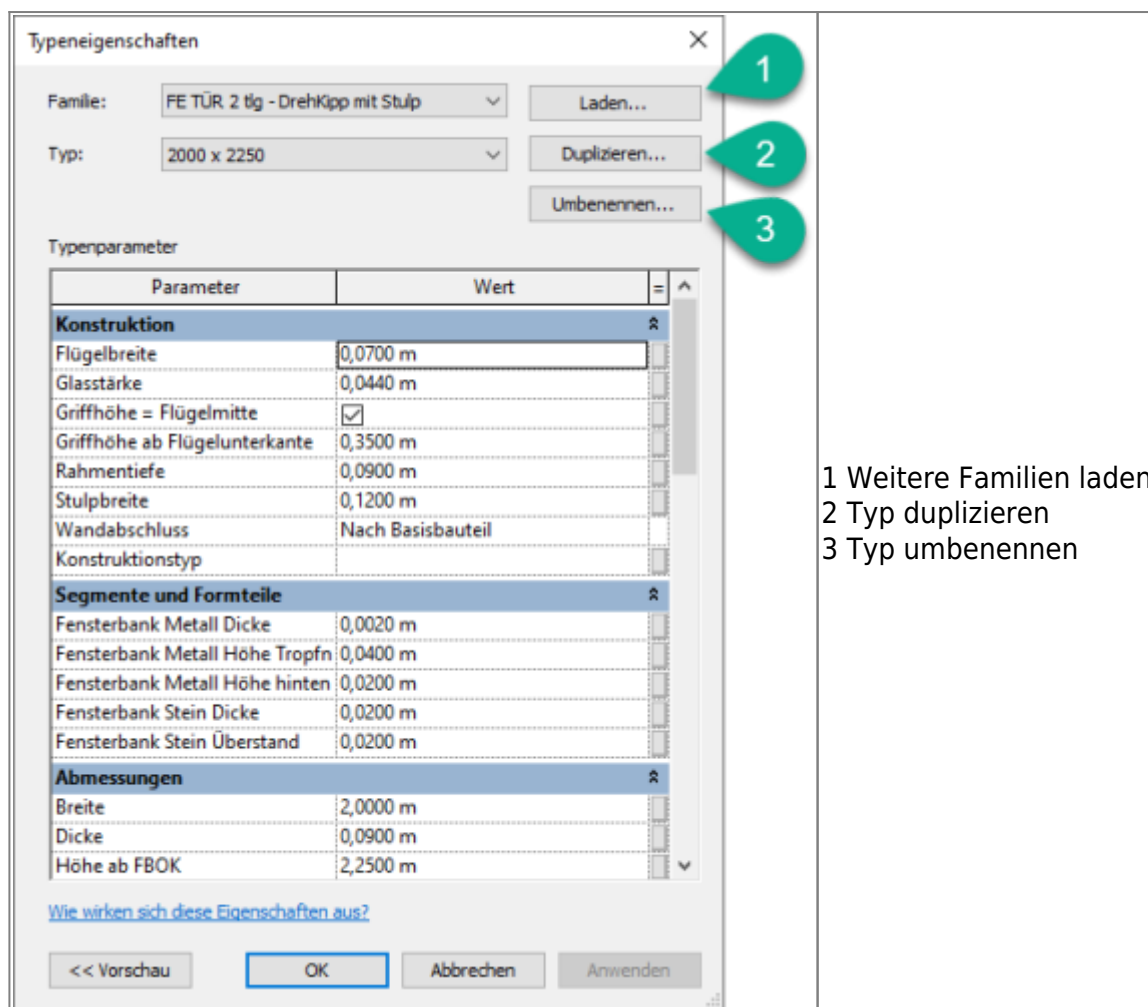 Typeneigenschaften
1
Familie: FE TÜR 2 tlg - DrehKipp mit Stulp Laden...
Typ: 2000 x 2250 Duplizieren... 2
Umbenennen...
3
Typenparameter
Parameter Wert =
Konstruktion
Flügelbreite 0,0700 m
Glasstärke 0,0440 m
Griffhöhe = Flügelmitte
Griffhöhe ab Flügelunterkante 0,3500 m
Rahmentiefe 0,0900 m
Stulpbreite 0,1200 m
Wandabschluss Nach Basisbauteil
Konstruktionstyp
Segmente und Formteile
Fensterbank Metall Dicke 0,0020 m
Fensterbank Metall Höhe Tropfn 0,0400 m
Fensterbank Metall Höhe hinten 0,0200 m
Fensterbank Stein Dicke 0,0200 m
Fensterbank Stein Überstand 0,0200 m
Abmessungen
Breite 2,0000 m
Dicke 0,0900 m
Höhe ab FBOK 2,2500 m
Wie wirken sich diese Eigenschaften aus?
<< Vorschau OK Abbrechen Anwenden
1 Weitere Familien laden
2 Typ duplizieren
3 Typ umbenennen